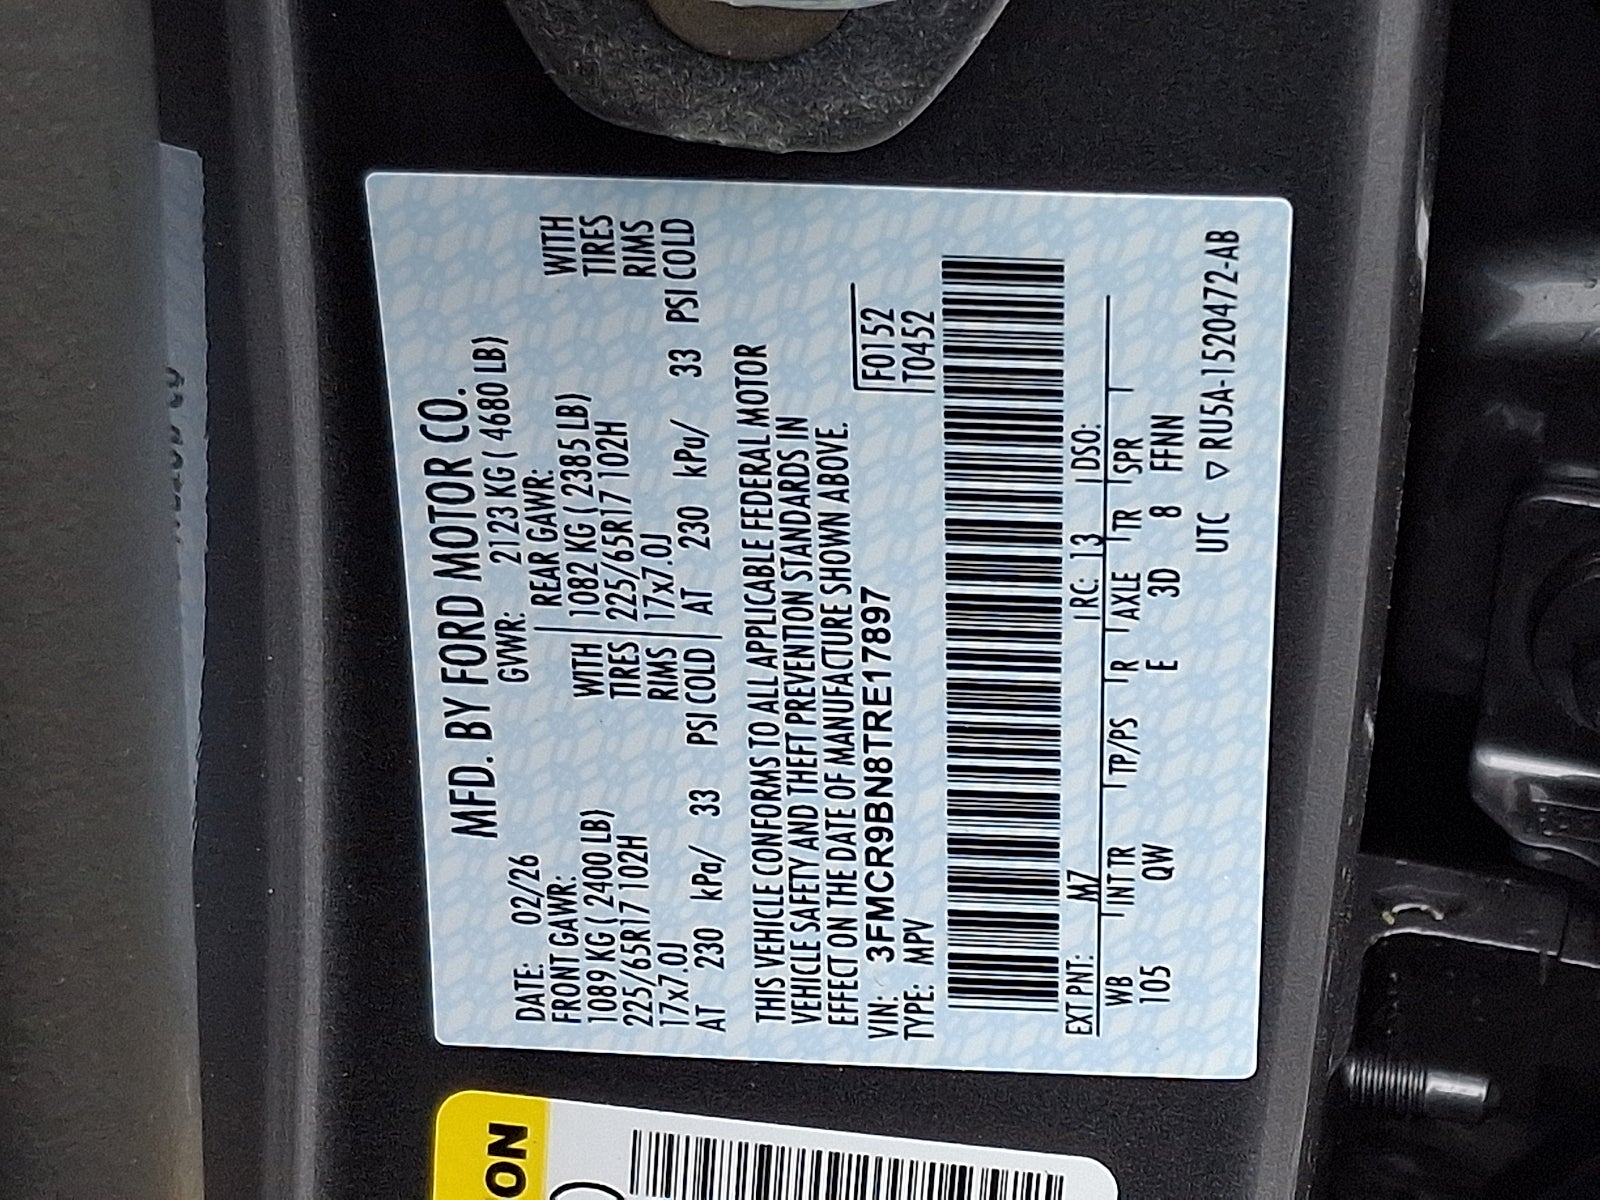 MFD. BY FORD MOTOR CO.
DATE: 02/26 GVWR: 2123 KG ( 4680 LB)
FRONT GAWR: REAR GAWR:
1089 KG ( 2400 LB) WITH 1082 KG ( 2385 LB) WITH
225/65R17 102H TIRES 225/65R17 102H TIRES
17x7.0J RIMS 17x7.0J RIMS
AT 230 kPa/ 33 PSI COLD AT 230 kPa/ 33 PSI COLD
THIS VEHICLE CONFORMS TO ALL APPLICABLE FEDERAL MOTOR
VEHICLE SAFETY AND THEFT PREVENTION STANDARDS IN
EFFECT ON THE DATE OF MANUFACTURE SHOWN ABOVE.
VIN: 3FMCR9BN8TRE17897 F0152
TYPE: MPV T0452
EXT PNT: M7 RC: 13 DSO:
WB INT TR TP/PS R AXLE TR SPR
105 QW E 3D 8 FFNN
UTC ▽ RU5A-1520472-AB
ON